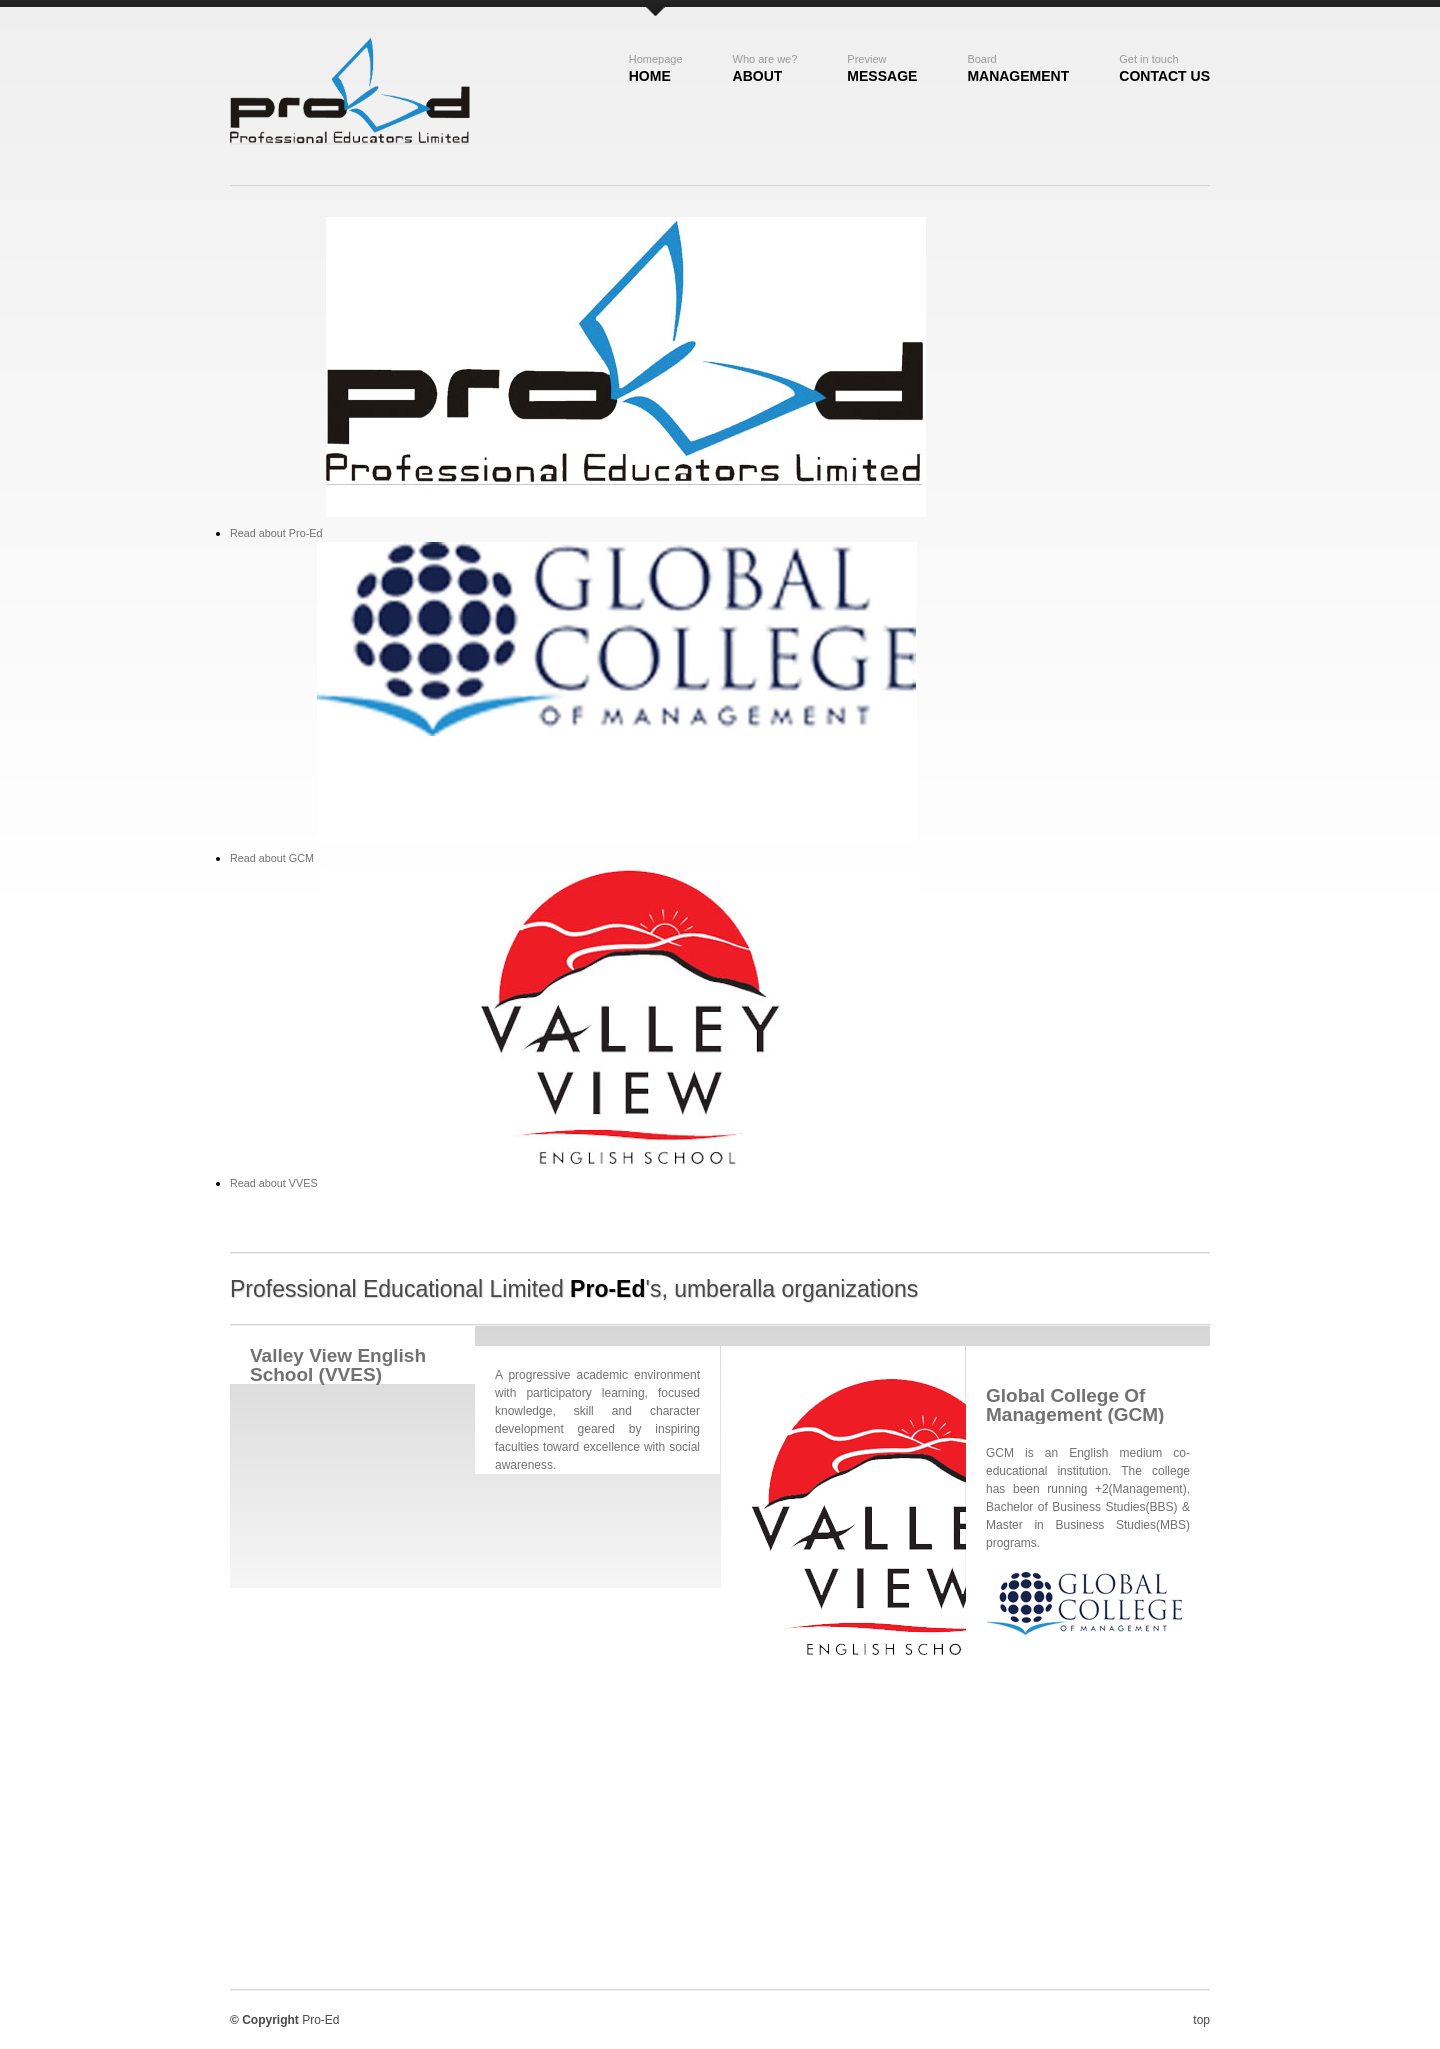 Homepage
HOME
Who are we?
ABOUT
Preview
MESSAGE
Board
MANAGEMENT
Get in touch
CONTACT US
pro d
Professional Educators Limited
pro d
Professional Educators Limited
Read about Pro-Ed
GLOBAL
COLLEGE
OF MANAGEMENT
Read about GCM
VALLEY
VIEW
ENGLISH SCHOOL
Read about VVES
Professional Educational Limited Pro-Ed's, umberalla organizations
Valley View English
School (VVES)
A progressive academic environment
with participatory learning, focused
knowledge, skill and character
development geared by inspiring
faculties toward excellence with social
awareness.
VALLE
VIEW
ENGLISH SCHO
Global College Of
Management (GCM)
GCM is an English medium co-
educational institution. The college
has been running +2(Management),
Bachelor of Business Studies(BBS) &
Master in Business Studies(MBS)
programs.
GLOBAL
COLLEGE
OF MANAGEMENT
© Copyright Pro-Ed
top